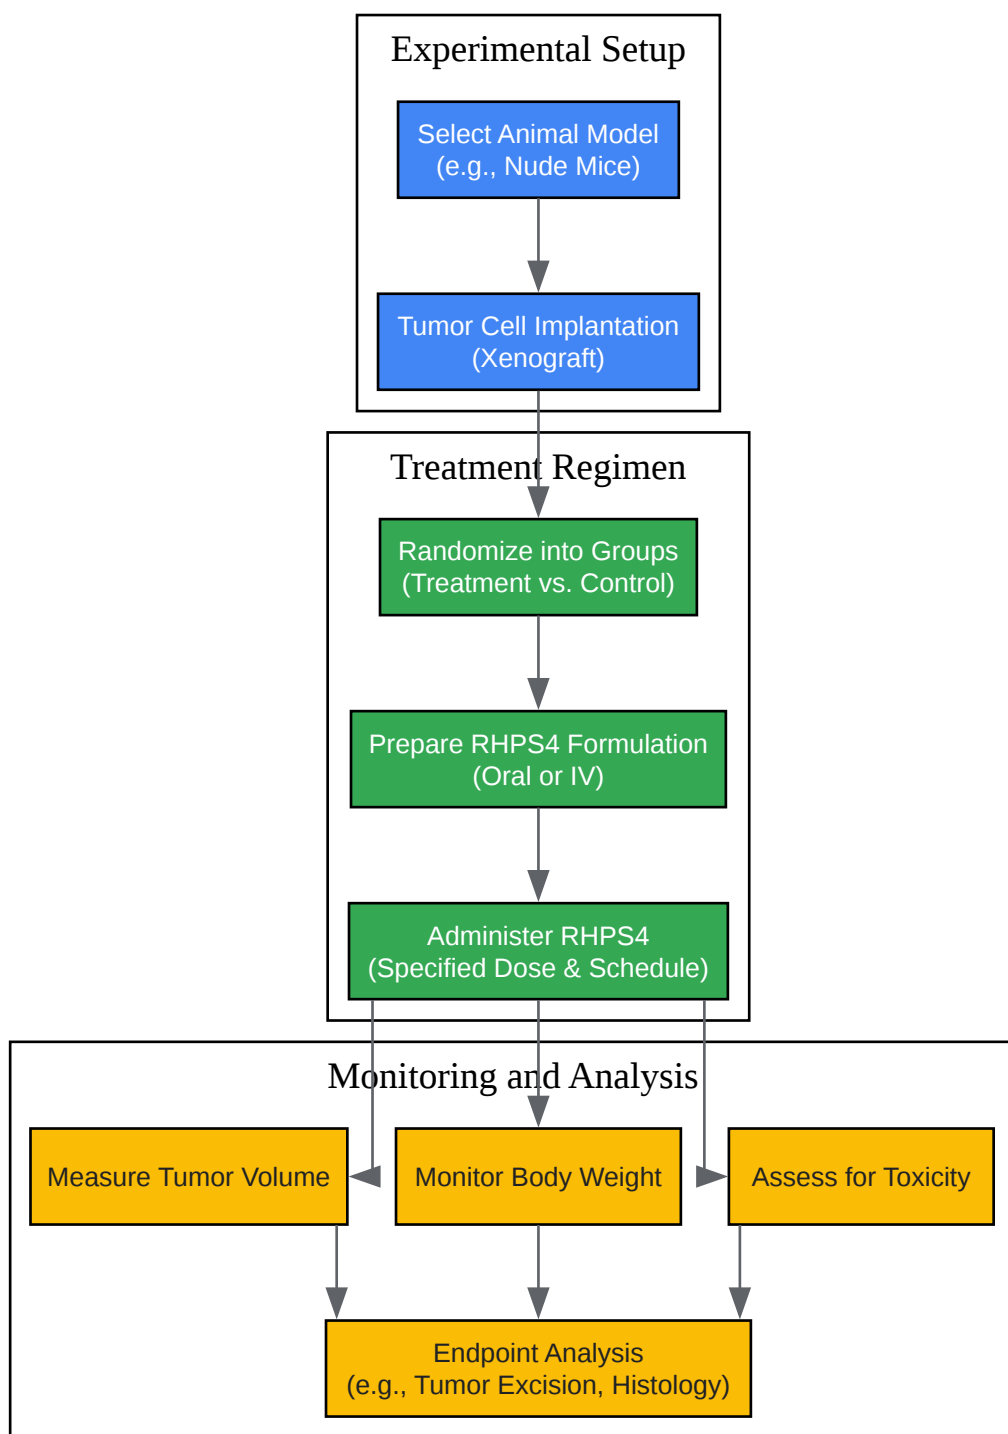 Experimental Setup
Select Animal Model
(e.g., Nude Mice)
Tumor Cell Implantation
(Xenograft)
Treatment Regimen
Randomize into Groups
(Treatment vs. Control)
Prepare RHPS4 Formulation
(Oral or IV)
Administer RHPS4
(Specified Dose & Schedule)
Monitoring and Analysis
Measure Tumor Volume
Monitor Body Weight
Assess for Toxicity
Endpoint Analysis
(e.g., Tumor Excision, Histology)